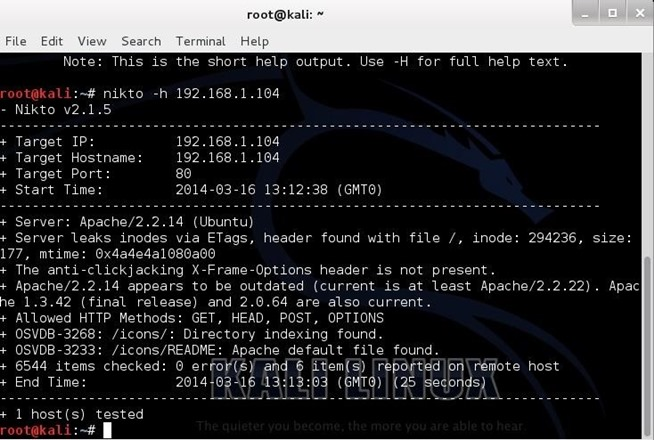 root@kali: ~
File Edit View Search Terminal Help
Note: This is the short help output. Use -H for full help text.
root@kali:~# nikto -h 192.168.1.104
- Nikto v2.1.5
---------------------------------------------------------------------------
+ Target IP:          192.168.1.104
+ Target Hostname:    192.168.1.104
+ Target Port:        80
+ Start Time:         2014-03-16 13:12:38 (GMT0)
---------------------------------------------------------------------------
+ Server: Apache/2.2.14 (Ubuntu)
+ Server leaks inodes via ETags, header found with file /, inode: 294236, size:
177, mtime: 0x4a4e4a1080a00
+ The anti-clickjacking X-Frame-Options header is not present.
+ Apache/2.2.14 appears to be outdated (current is at least Apache/2.2.22). Apac
he 1.3.42 (final release) and 2.0.64 are also current.
+ Allowed HTTP Methods: GET, HEAD, POST, OPTIONS
+ OSVDB-3268: /icons/: Directory indexing found.
+ OSVDB-3233: /icons/README: Apache default file found.
+ 6544 items checked: 0 error(s) and 6 item(s) reported on remote host
+ End Time:           2014-03-16 13:13:03 (GMT0) (25 seconds)
---------------------------------------------------------------------------
KALI LINUX
+ 1 host(s) tested
The quieter you become, the more you are able to hear.
root@kali:~#